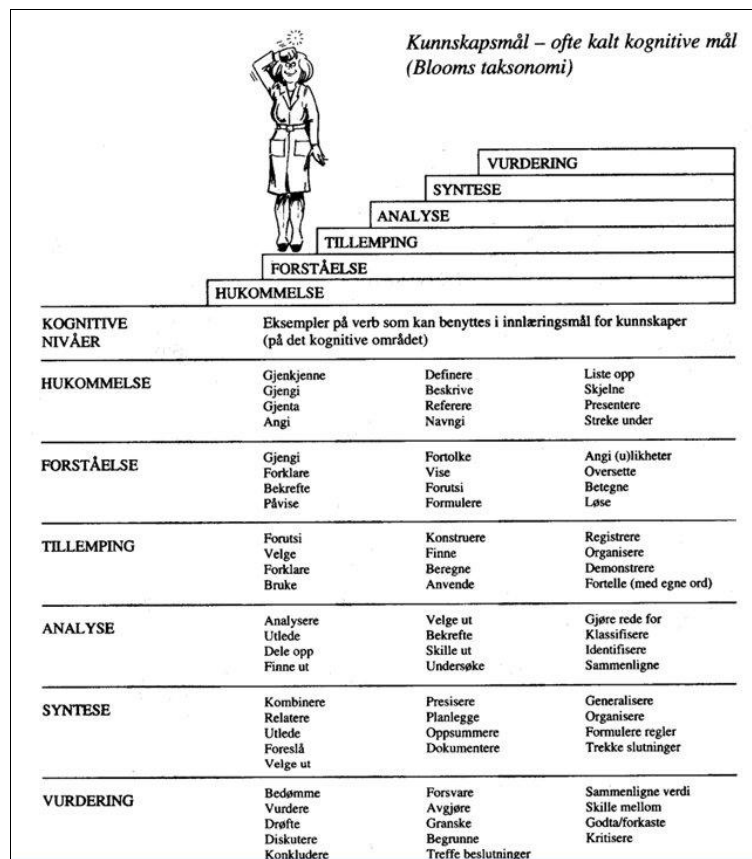 Kunnskapsmål – ofte kalt kognitive mål
(Blooms taksonomi)
VURDERING
SYNTESE
ANALYSE
TILLEMPING
FORSTÅELSE
HUKOMMELSE
KOGNITIVE NIVÅER
Eksempler på verb som kan benyttes i innlæringsmål for kunnskaper
(på det kognitive området)
HUKOMMELSE
Gjenkjenne Definere Liste opp
Gjengi Beskrive Skjelne
Gjenta Referere Presentere
Angi Navngi Streke under
FORSTÅELSE
Gjengi Fortolke Angi (u)likheter
Forklare Vise Oversette
Bekrefte Forutsi Betegne
Påvise Formulere Løse
TILLEMPING
Forutsi Konstruere Registrere
Velge Finne Organisere
Forklare Beregne Demonstrere
Bruke Anvende Fortelle (med egne ord)
ANALYSE
Analysere Velge ut Gjøre rede for
Utlede Bekrefte Klassifisere
Dele opp Skille ut Identifisere
Finne ut Undersøke Sammenligne
SYNTESE
Kombinere Presisere Generalisere
Relatere Planlegge Organisere
Utlede Oppsummere Formulere regler
Foreslå Dokumentere Trekke slutninger
Velge ut
VURDERING
Bedømme Forsvare Sammenligne verdi
Vurdere Avgjøre Skille mellom
Drøfte Granske Godta/forkaste
Diskutere Begrunne Kritisere
Konkludere Treffe beslutninger